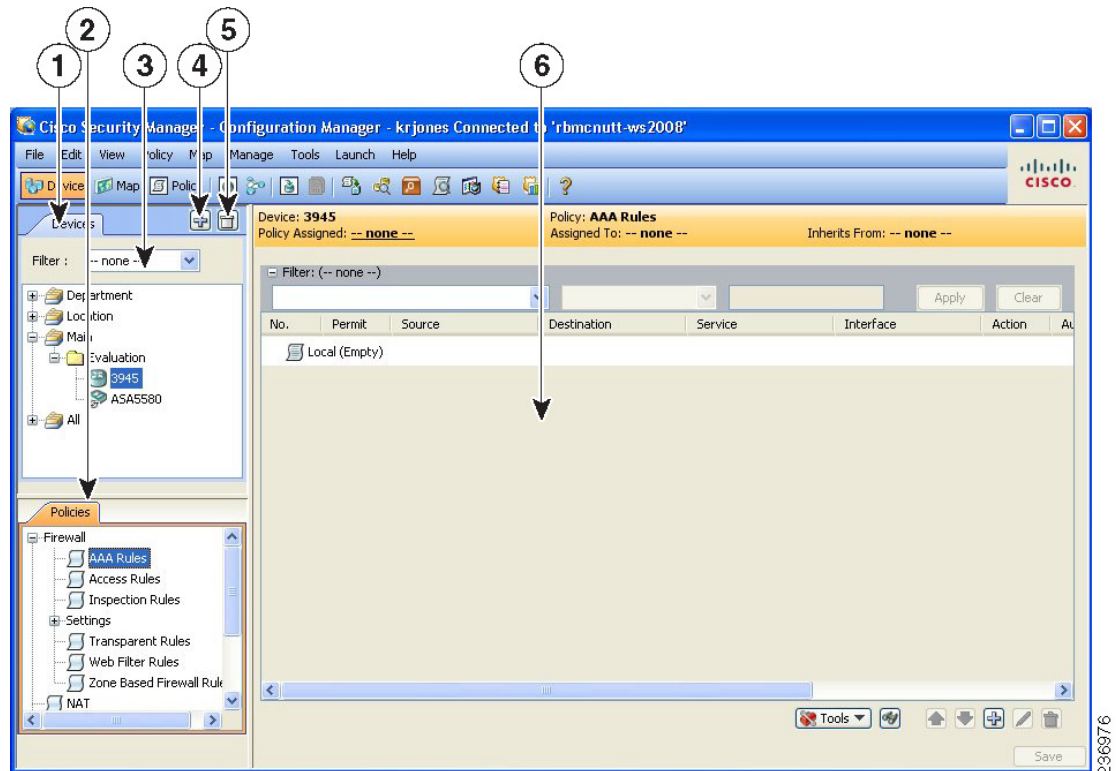 2 5
1 3 4 6
Cisco Security Manager - Configuration Manager - krjones Connected to 'rbmcnutt-ws2008'
File Edit View Policy Map Manage Tools Launch Help
Device Map Polic ?
CISCO
Devices
Device: 3945 Policy: AAA Rules
Policy Assigned: -- none -- Assigned To: -- none -- Inherits From: -- none --
Filter : -- none --
Filter: (-- none --)
Apply Clear
Department
Location
Main
Evaluation
3945
ASA5580
All
No. Permit Source Destination Service Interface Action Au
Local (Empty)
Policies
Firewall
AAA Rules
Access Rules
Inspection Rules
Settings
Transparent Rules
Web Filter Rules
Zone Based Firewall Rule
NAT
Tools
Save
236976